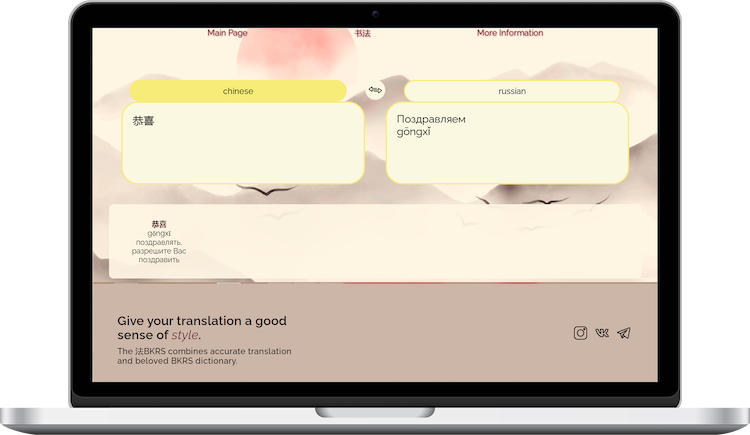 Main Page
书法
More Information
chinese
russian
恭喜
Поздравляем
gōngxǐ
恭喜
gōngxǐ
поздравлять,
разрешите Вас
поздравить
Give your translation a good
sense of style.
The 法BKRS combines accurate translation
and beloved BKRS dictionary.